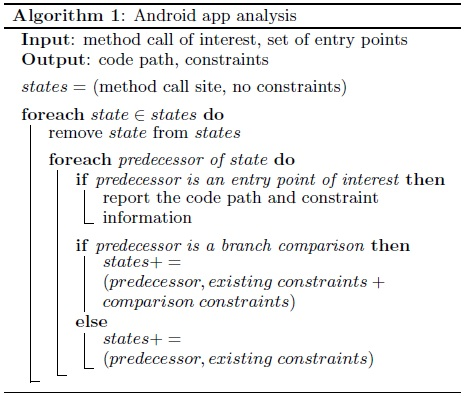 Algorithm 1: Android app analysis
Input: method call of interest, set of entry points
Output: code path, constraints
states = (method call site, no constraints)
foreach state ∈ states do
remove state from states
foreach predecessor of state do
if predecessor is an entry point of interest then
report the code path and constraint
information
if predecessor is a branch comparison then
states+ =
(predecessor, existing constraints +
comparison constraints)
else
states+ =
(predecessor, existing constraints)